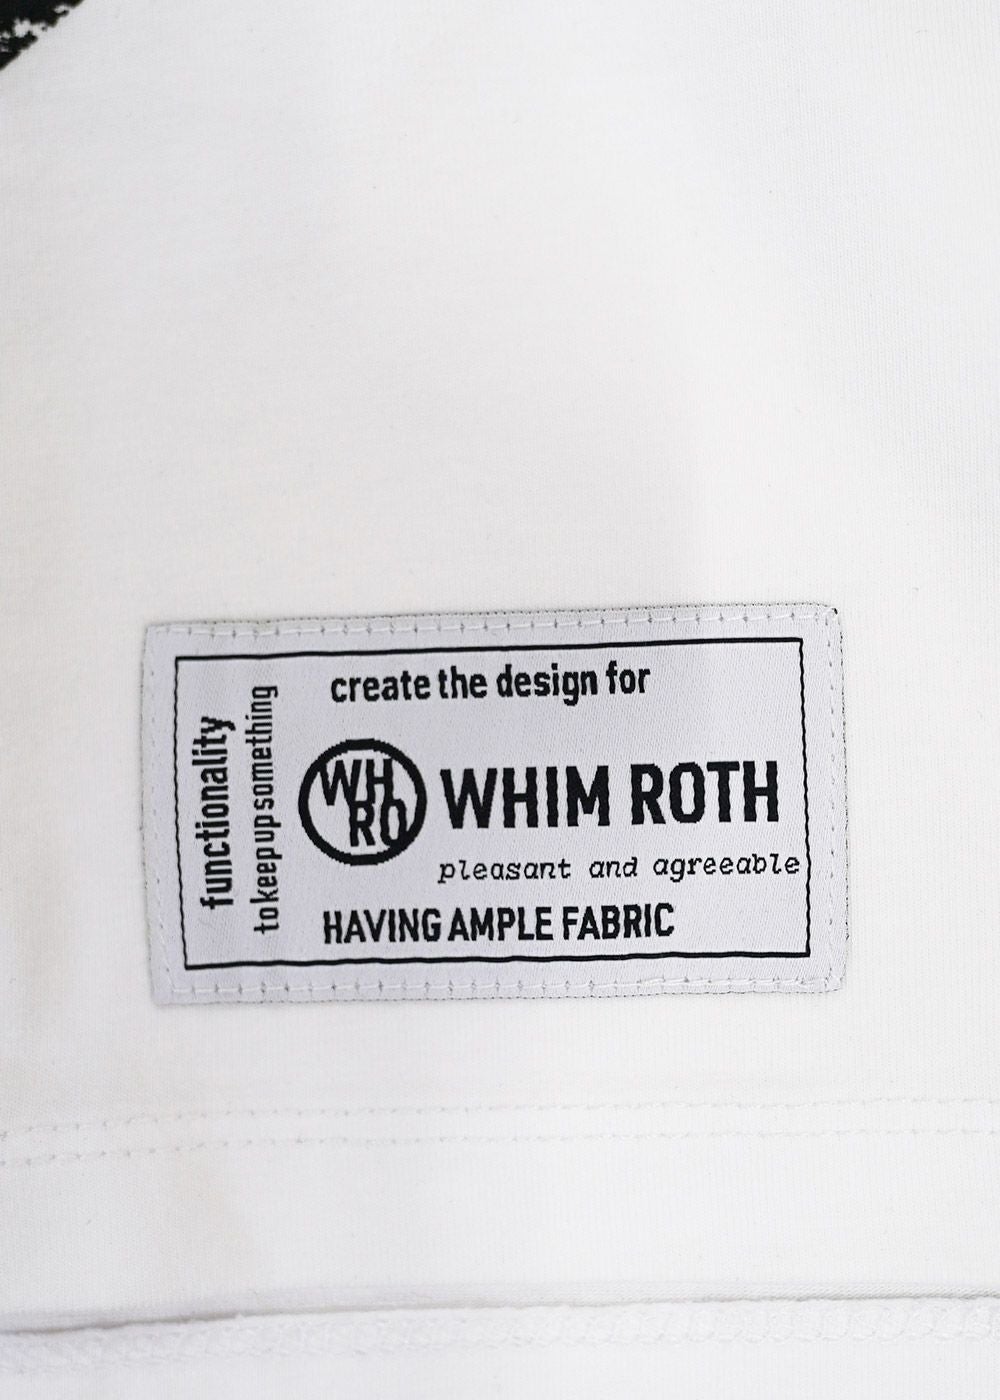 create the design for
functionality
to keep up something
WH
RO
WHIM ROTH
pleasant and agreeable
HAVING AMPLE FABRIC